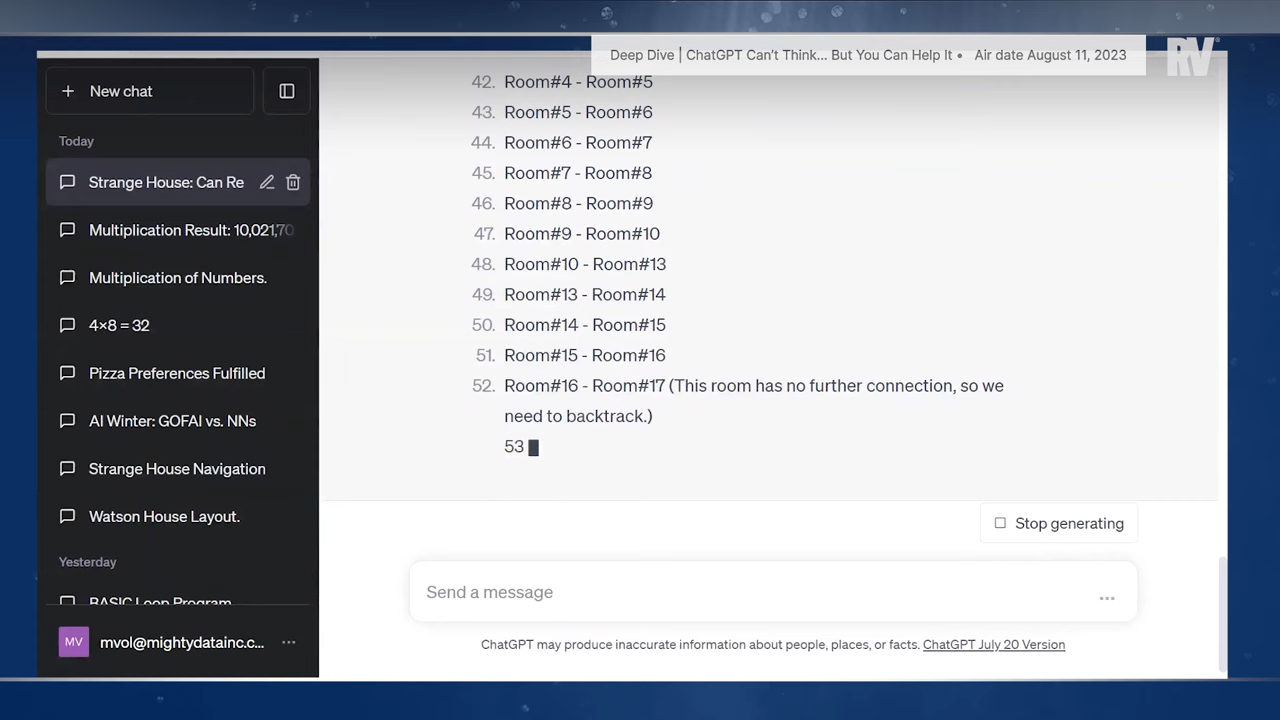 Deep Dive | ChatGPT Can't Think... But You Can Help It • Air date August 11, 2023
RV
New chat
Today
Strange House: Can Re
Multiplication Result: 10,021,70
Multiplication of Numbers.
4×8 = 32
Pizza Preferences Fulfilled
AI Winter: GOFAI vs. NNs
Strange House Navigation
Watson House Layout.
Yesterday
BASIC Loop Program
MV mvol@mightydatainc.c...
42. Room#4 - Room#5
43. Room#5 - Room#6
44. Room#6 - Room#7
45. Room#7 - Room#8
46. Room#8 - Room#9
47. Room#9 - Room#10
48. Room#10 - Room#13
49. Room#13 - Room#14
50. Room#14 - Room#15
51. Room#15 - Room#16
52. Room#16 - Room#17 (This room has no further connection, so we
need to backtrack.)
53
Stop generating
Send a message
ChatGPT may produce inaccurate information about people, places, or facts. ChatGPT July 20 Version